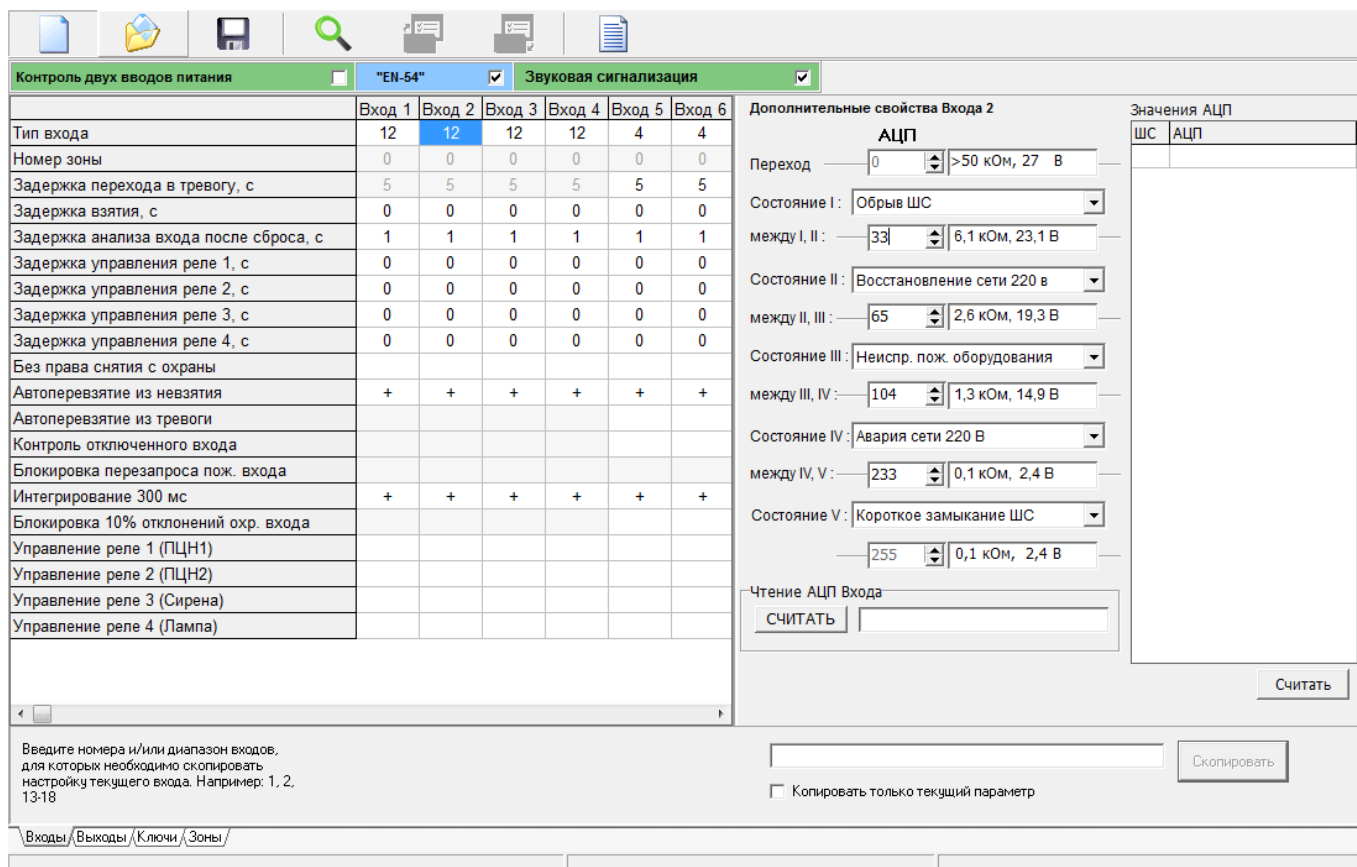 Контроль двух вводов питания "EN-54" Звуковая сигнализация
Вход 1 Вход 2 Вход 3 Вход 4 Вход 5 Вход 6
Тип входа 12 12 12 12 4 4
Номер зоны 0 0 0 0 0 0
Задержка перехода в тревогу, с 5 5 5 5 5 5
Задержка взятия, с 0 0 0 0 0 0
Задержка анализа входа после сброса, с 1 1 1 1 1 1
Задержка управления реле 1, с 0 0 0 0 0 0
Задержка управления реле 2, с 0 0 0 0 0 0
Задержка управления реле 3, с 0 0 0 0 0 0
Задержка управления реле 4, с 0 0 0 0 0 0
Без права снятия с охраны
Автоперевзятие из невзятия + + + + + +
Автоперевзятие из тревоги
Контроль отключенного входа
Блокировка перезапроса пож. входа
Интегрирование 300 мс + + + + + +
Блокировка 10% отклонений охр. входа
Управление реле 1 (ПЦН1)
Управление реле 2 (ПЦН2)
Управление реле 3 (Сирена)
Управление реле 4 (Лампа)
Дополнительные свойства Входа 2
АЦП
Переход 0 >50 кОм, 27 В
Состояние I : Обрыв ШС
между I, II : 33 6,1 кОм, 23,1 В
Состояние II : Восстановление сети 220 в
между II, III : 65 2,6 кОм, 19,3 В
Состояние III : Неиспр. пож. оборудования
между III, IV : 104 1,3 кОм, 14,9 В
Состояние IV : Авария сети 220 В
между IV, V : 233 0,1 кОм, 2,4 В
Состояние V : Короткое замыкание ШС
255 0,1 кОм, 2,4 В
Чтение АЦП Входа
СЧИТАТЬ
Значения АЦП
ШС АЦП
Считать
Введите номера и/или диапазон входов,
для которых необходимо скопировать
настройку текущего входа. Например: 1, 2,
13-18
Скопировать
Копировать только текущий параметр
Входы Выходы Ключи Зоны